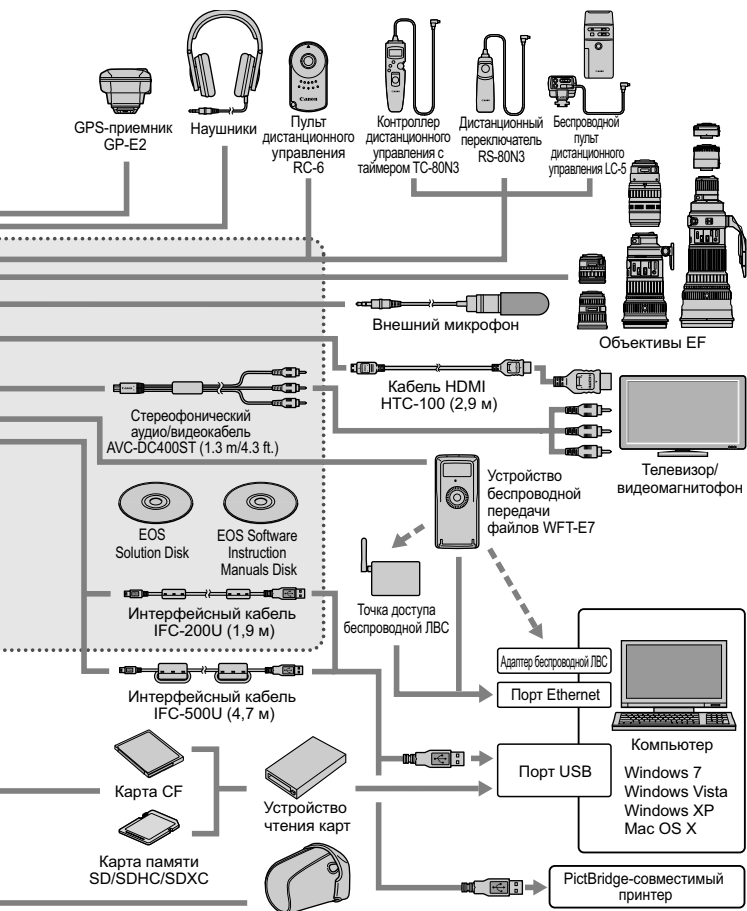 GPS-приемник
GP-E2
Наушники
Canon
Пульт
дистанционного
управления
RC-6
Контроллер
дистанционного
управления с
таймером TC-80N3
Дистанционный
переключатель
RS-80N3
Беспроводной
пульт
дистанционного
управления LC-5
Объективы EF
Внешний микрофон
Кабель HDMI
HTC-100 (2,9 м)
Стереофонический
аудио/видеокабель
AVC-DC400ST (1.3 m/4.3 ft.)
Телевизор/
видеомагнитофон
Устройство
беспроводной
передачи
файлов WFT-E7
EOS
Solution Disk
EOS Software
Instruction
Manuals Disk
Интерфейсный кабель
IFC-200U (1,9 м)
Точка доступа
беспроводной ЛВС
Интерфейсный кабель
IFC-500U (4,7 м)
Адаптер беспроводной ЛВС
Порт Ethernet
Порт USB
Компьютер
Windows 7
Windows Vista
Windows XP
Mac OS X
Карта CF
Устройство
чтения карт
Карта памяти
SD/SDHC/SDXC
PictBridge-совместимый
принтер